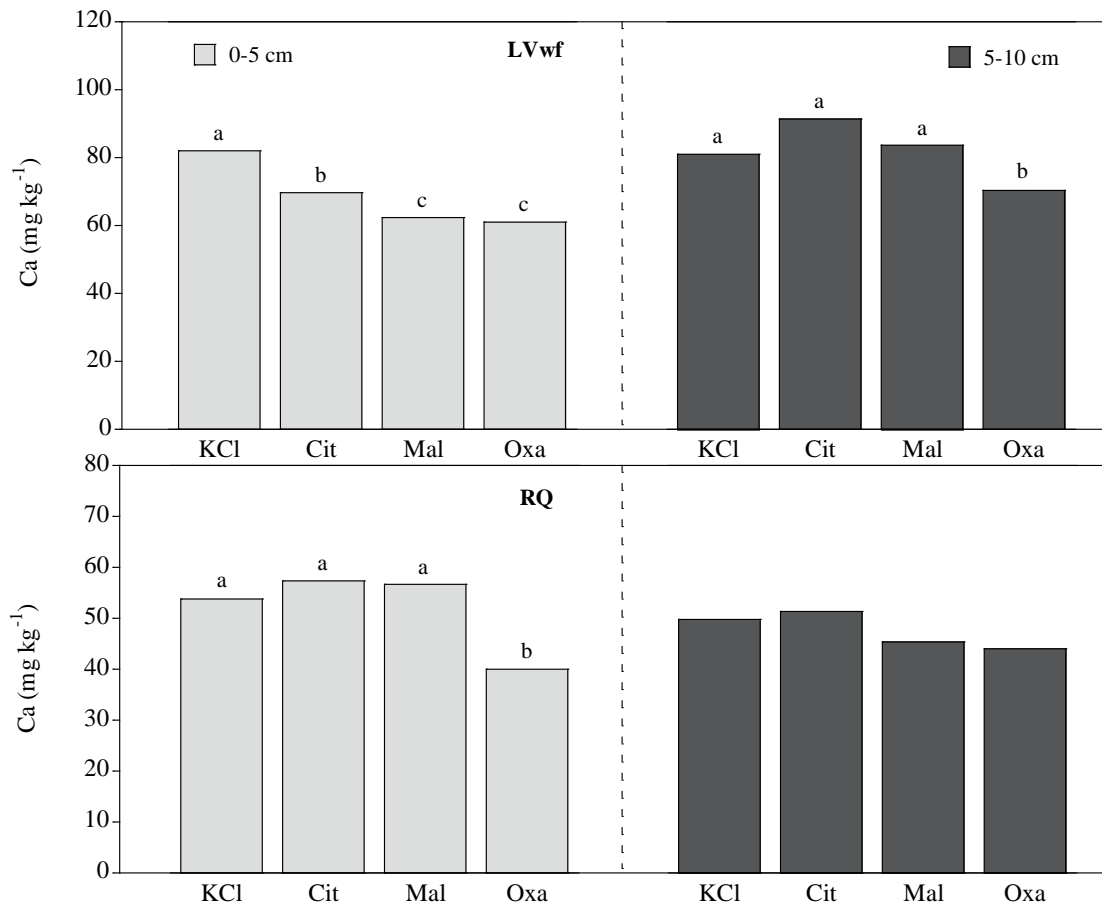 120
100
80
60
40
20
0
Ca (mg kg⁻¹)
0-5 cm
LVwf
5-10 cm
a
b
c
c
a
a
a
b
KCl Cit Mal Oxa
KCl Cit Mal Oxa
80
70
60
50
40
30
20
10
0
Ca (mg kg⁻¹)
RQ
a
a
a
b
KCl Cit Mal Oxa
KCl Cit Mal Oxa